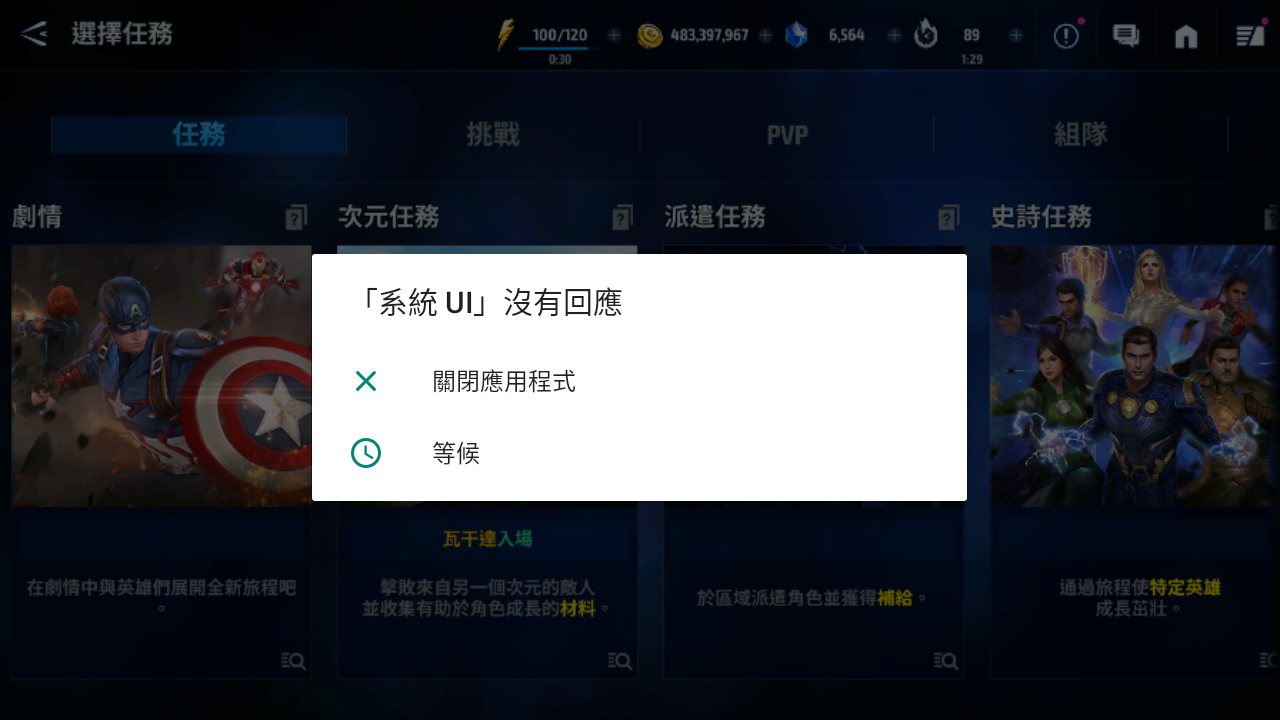 選擇任務
100/120
0:30
483,397,967
6,564
89
1:29
任務
挑戰
PVP
組隊
劇情
次元任務
派遣任務
史詩任務
「系統 UI」沒有回應
關閉應用程式
等候
瓦干達入場
在劇情中與英雄們展開全新旅程吧
。
擊敗來自另一個次元的敵人
並收集有助於角色成長的材料。
於區域派遣角色並獲得補給。
通過旅程使特定英雄
成長茁壯。